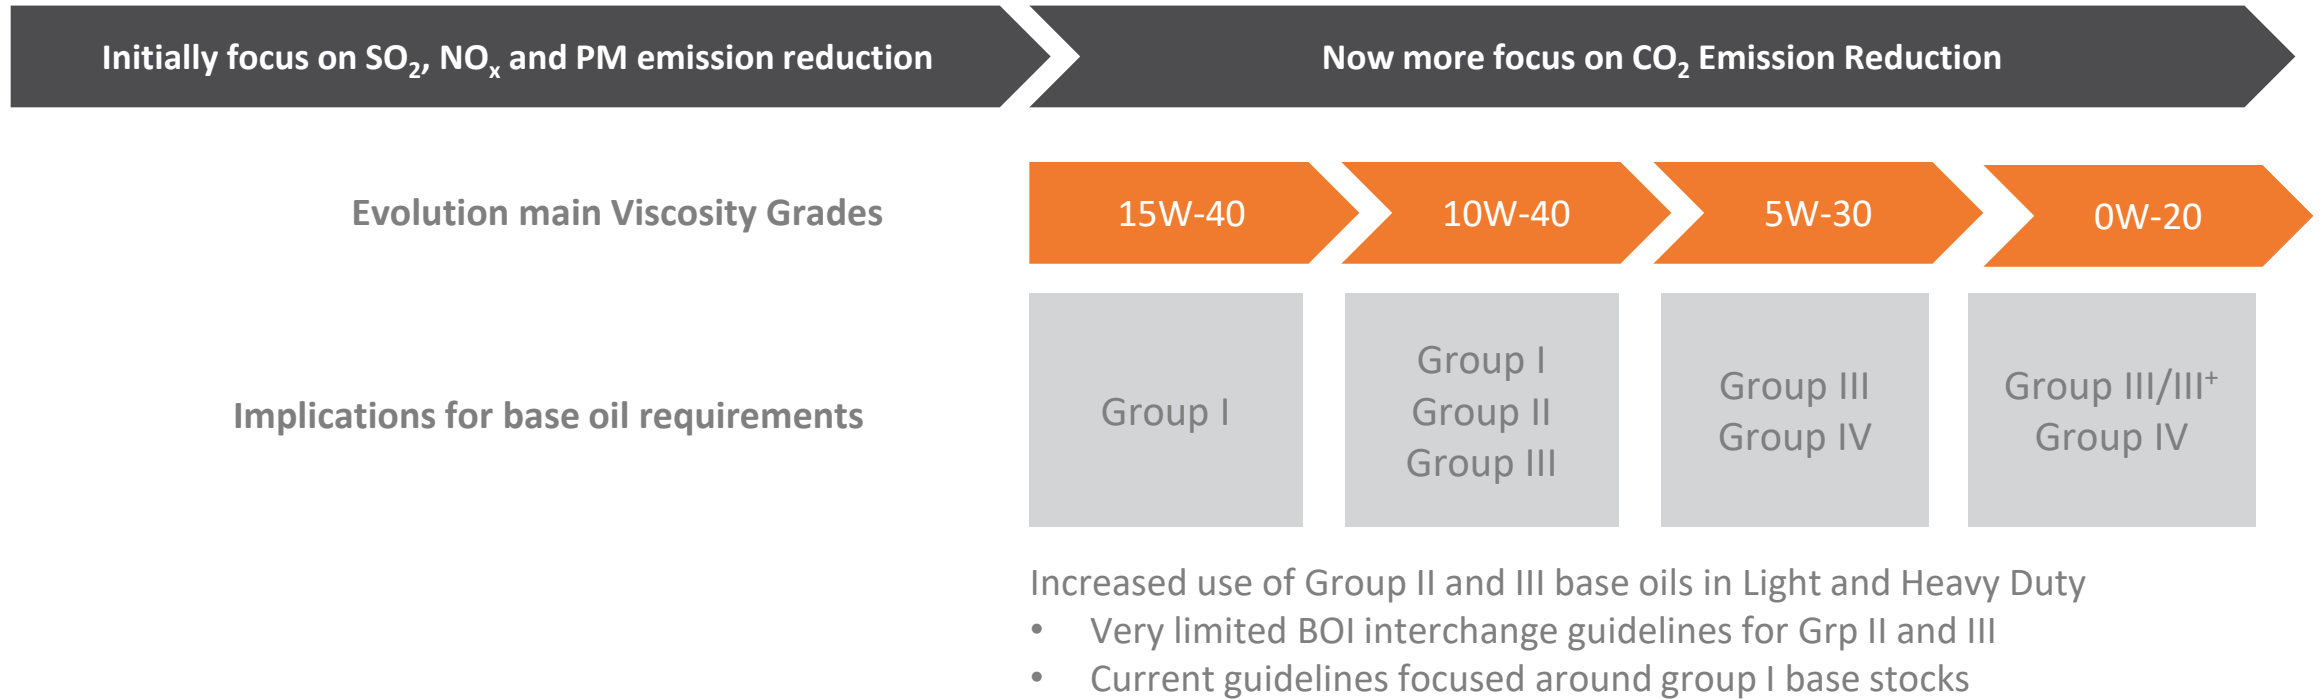 Initially focus on SO₂, NOₓ and PM emission reduction
Now more focus on CO₂ Emission Reduction
Evolution main Viscosity Grades
15W-40
10W-40
5W-30
0W-20
Implications for base oil requirements
Group I
Group I
Group II
Group III
Group III
Group IV
Group III/III⁺
Group IV
Increased use of Group II and III base oils in Light and Heavy Duty
• Very limited BOI interchange guidelines for Grp II and III
• Current guidelines focused around group I base stocks